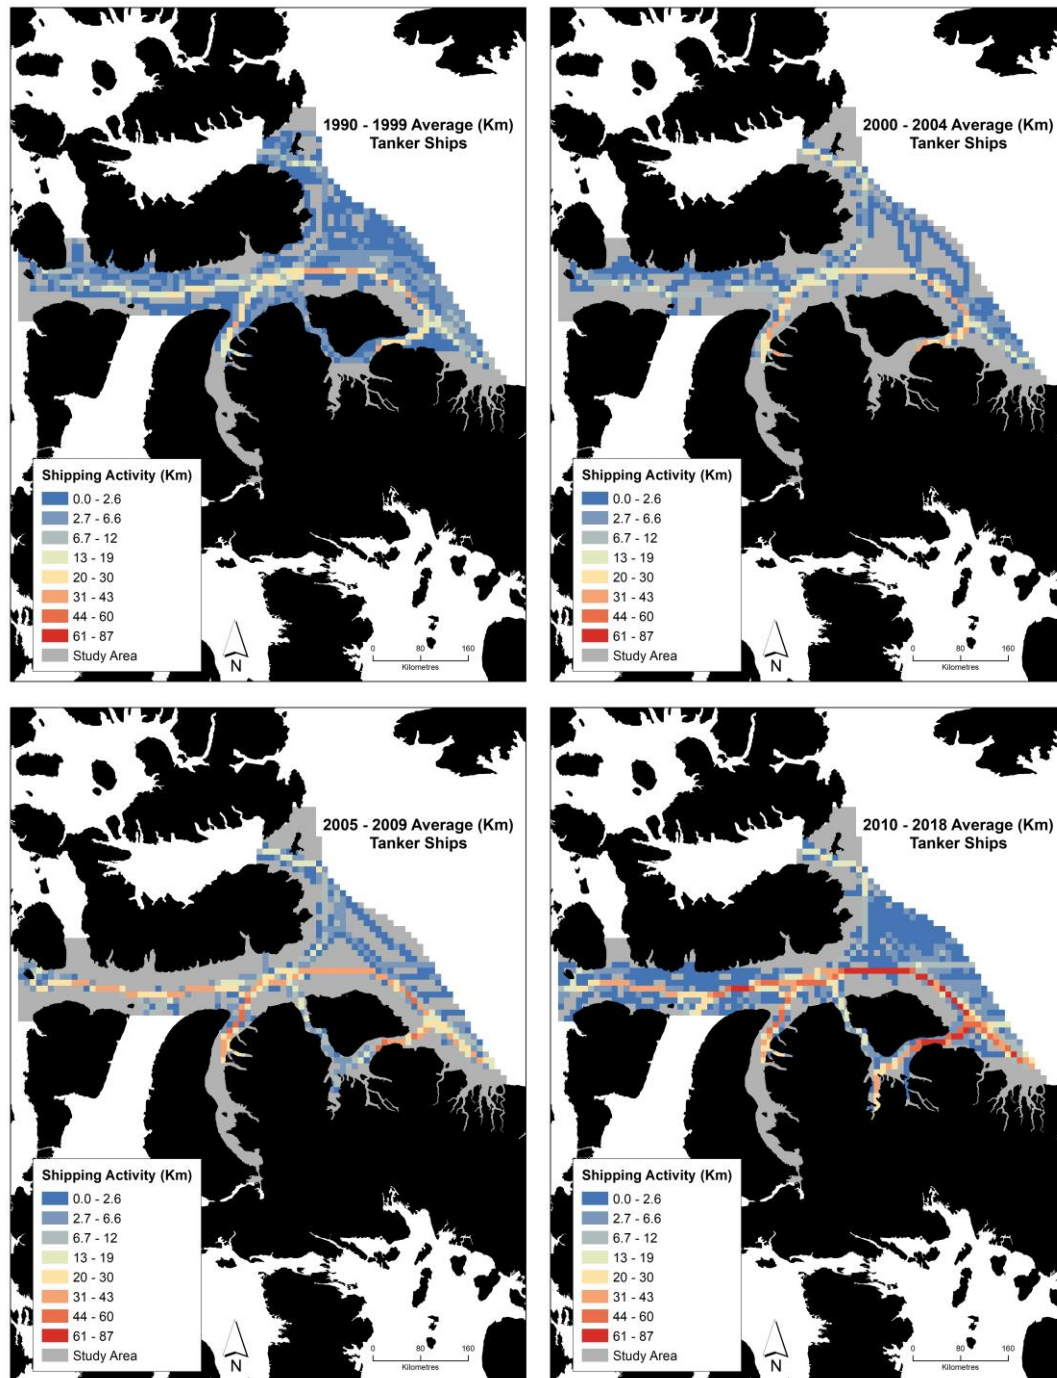 1990 - 1999 Average (Km)
Tanker Ships
Shipping Activity (Km)
0.0 - 2.6
2.7 - 6.6
6.7 - 12
13 - 19
20 - 30
31 - 43
44 - 60
61 - 87
Study Area
N
0 80 160
Kilometres
2000 - 2004 Average (Km)
Tanker Ships
Shipping Activity (Km)
0.0 - 2.6
2.7 - 6.6
6.7 - 12
13 - 19
20 - 30
31 - 43
44 - 60
61 - 87
Study Area
N
0 80 160
Kilometres
2005 - 2009 Average (Km)
Tanker Ships
Shipping Activity (Km)
0.0 - 2.6
2.7 - 6.6
6.7 - 12
13 - 19
20 - 30
31 - 43
44 - 60
61 - 87
Study Area
N
0 80 160
Kilometres
2010 - 2018 Average (Km)
Tanker Ships
Shipping Activity (Km)
0.0 - 2.6
2.7 - 6.6
6.7 - 12
13 - 19
20 - 30
31 - 43
44 - 60
61 - 87
Study Area
N
0 80 160
Kilometres